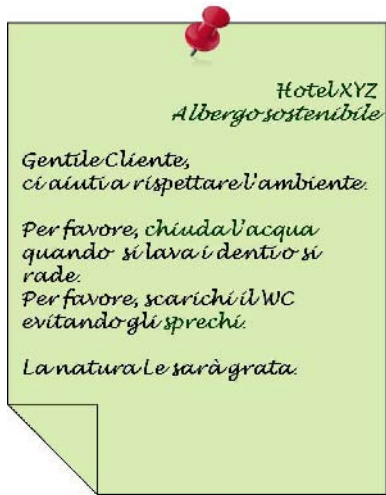 Hotel XYZ
Albergo sostenibile
Gentile Cliente,
ci aiuti a rispettare l'ambiente.
Per favore, chiuda l'acqua
quando si lava i denti o si
rade.
Per favore, scarichi il WC
evitando gli sprechi.
La natura Le sarà grata.